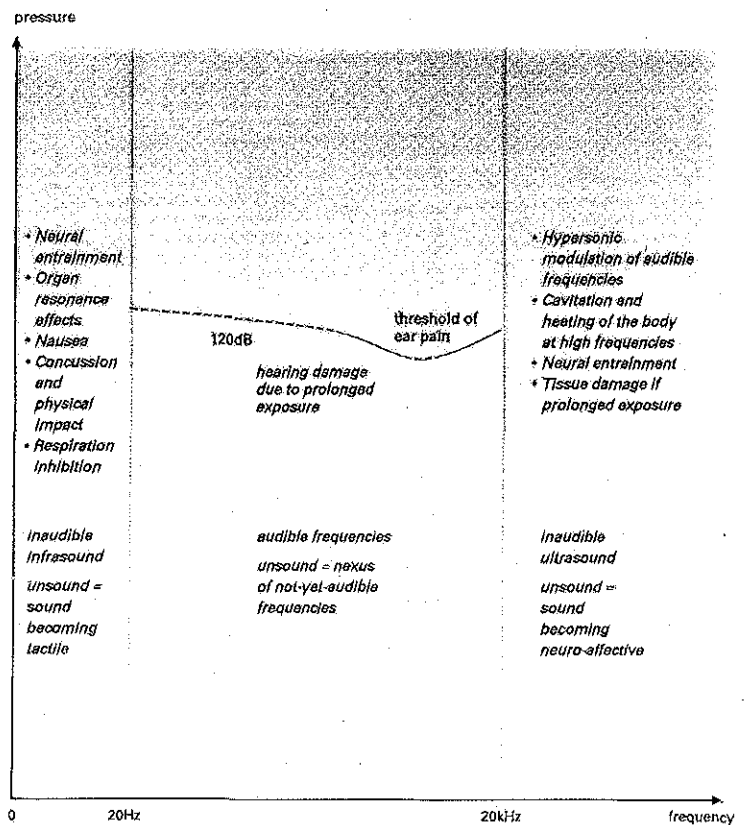 pressure
• Neural
entrainment
• Organ
resonance
effects
• Nausea
• Concussion
and
physical
impact
• Respiration
inhibition
120dB
threshold of
ear pain
hearing damage
due to prolonged
exposure
• Hypersonic
modulation of audible
frequencies
• Cavitation and
heating of the body
at high frequencies
• Neural entrainment
• Tissue damage if
prolonged exposure
inaudible
infrasound
unsound =
sound
becoming
tactile
audible frequencies
unsound = nexus
of not-yet-audible
frequencies
inaudible
ultrasound
unsound =
sound
becoming
neuro-affective
0
20Hz
20kHz
frequency